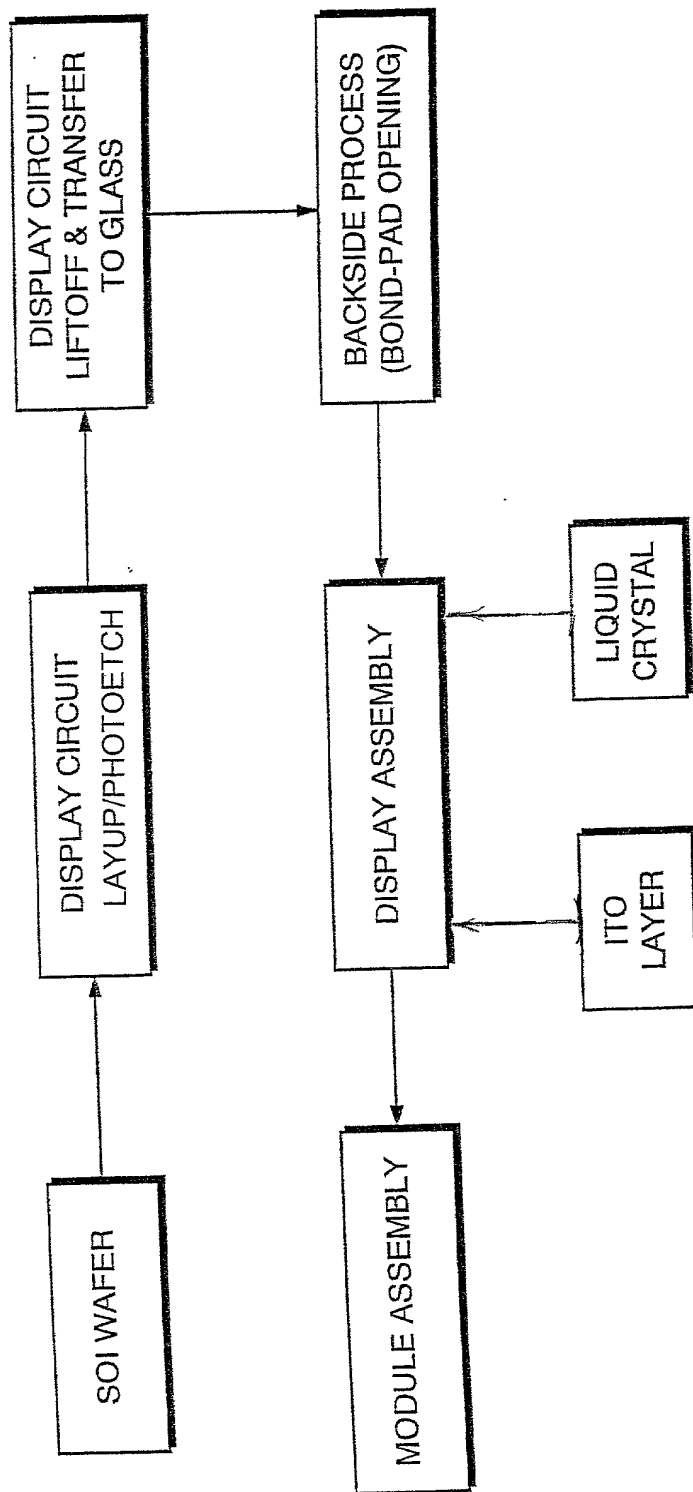 SOI WAFER
DISPLAY CIRCUIT
LAYUP/PHOTOETCH
DISPLAY CIRCUIT
LIFTOFF & TRANSFER
TO GLASS
BACKSIDE PROCESS
(BOND-PAD OPENING)
DISPLAY ASSEMBLY
LIQUID
CRYSTAL
ITO
LAYER
MODULE ASSEMBLY